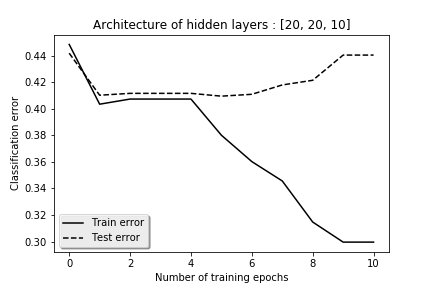 Architecture of hidden layers : [20, 20, 10]
Classification error
0.44
0.42
0.40
0.38
0.36
0.34
0.32
0.30
Train error
Test error
0
2
4
6
8
10
Number of training epochs